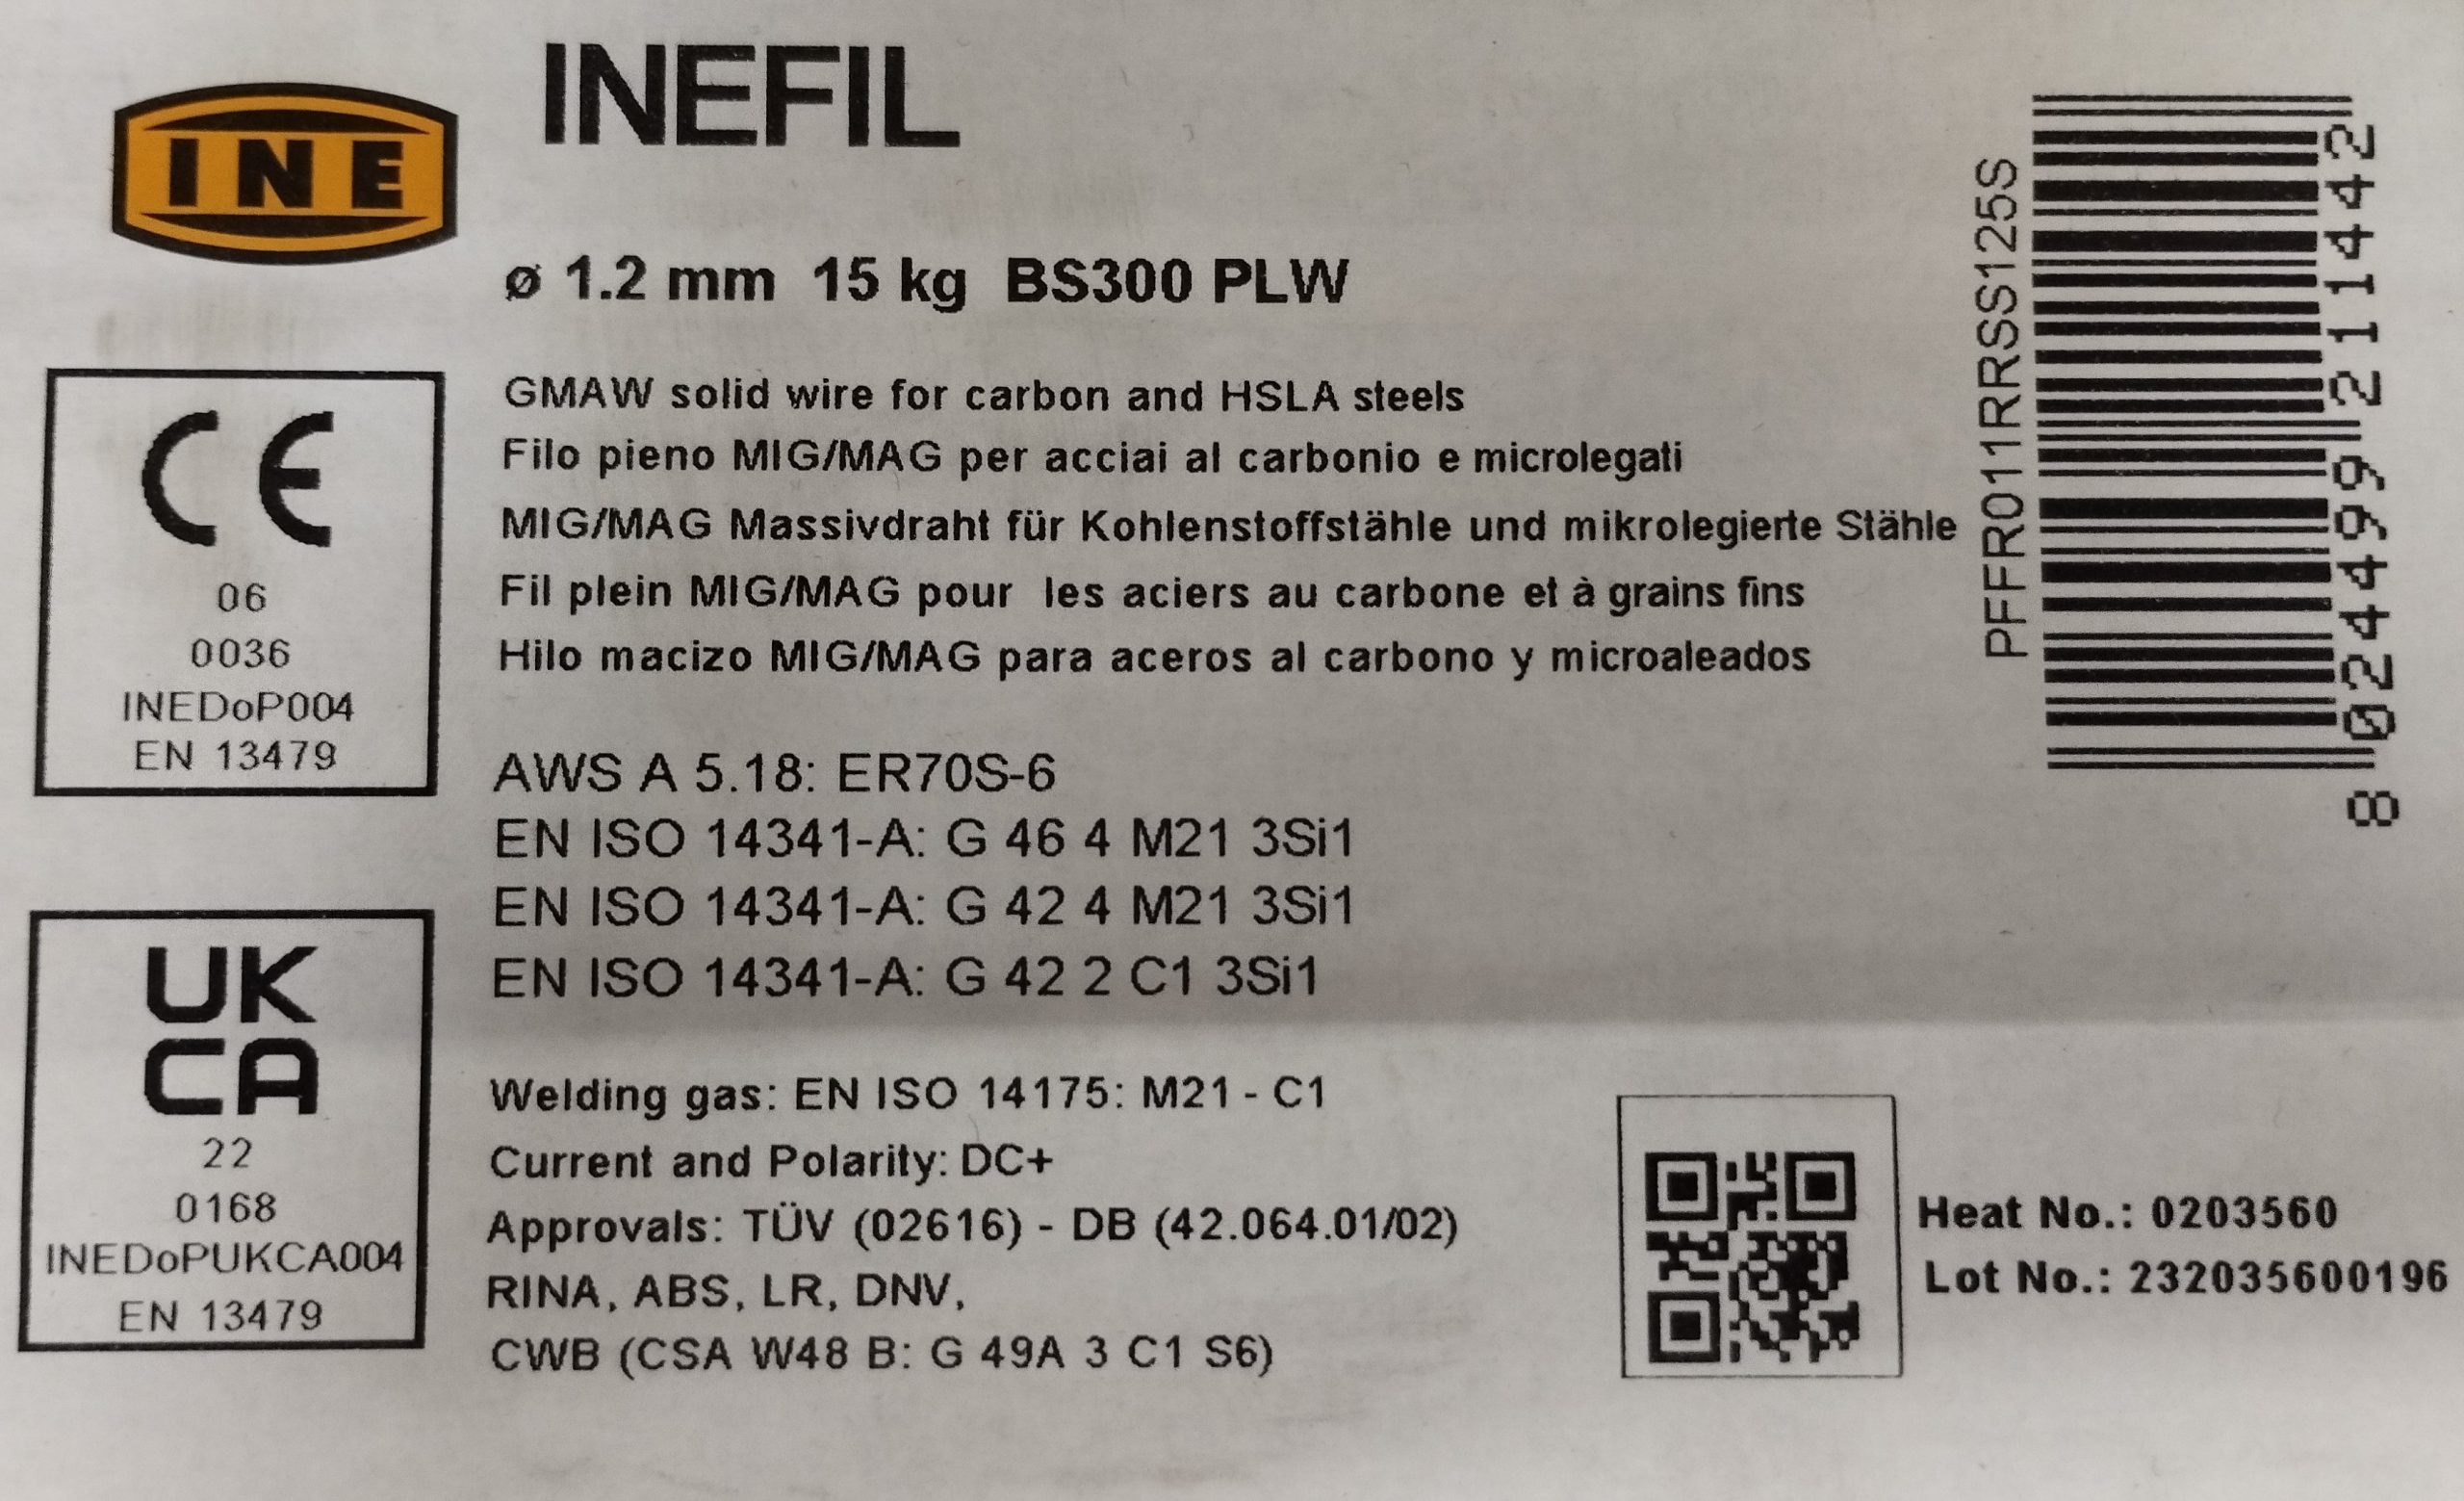 INE
INEFIL
ø 1.2 mm 15 kg BS300 PLW
GMAW solid wire for carbon and HSLA steels
Filo pieno MIG/MAG per acciai al carbonio e microlegati
MIG/MAG Massivdraht für Kohlenstoffstähle und mikrolegierte Stähle
Fil plein MIG/MAG pour les aciers au carbone et à grains fins
Hilo macizo MIG/MAG para aceros al carbono y microaleados
CE
06
0036
INEDoP004
EN 13479
AWS A 5.18: ER70S-6
EN ISO 14341-A: G 46 4 M21 3Si1
EN ISO 14341-A: G 42 4 M21 3Si1
EN ISO 14341-A: G 42 2 C1 3Si1
UK
CA
22
0168
INEDoPUKCA004
EN 13479
Welding gas: EN ISO 14175: M21 - C1
Current and Polarity: DC+
Approvals: TÜV (02616) - DB (42.064.01/02)
RINA, ABS, LR, DNV,
CWB (CSA W48 B: G 49A 3 C1 S6)
PFFR011RRSS125S
8 024499 211442
Heat No.: 0203560
Lot No.: 232035600196